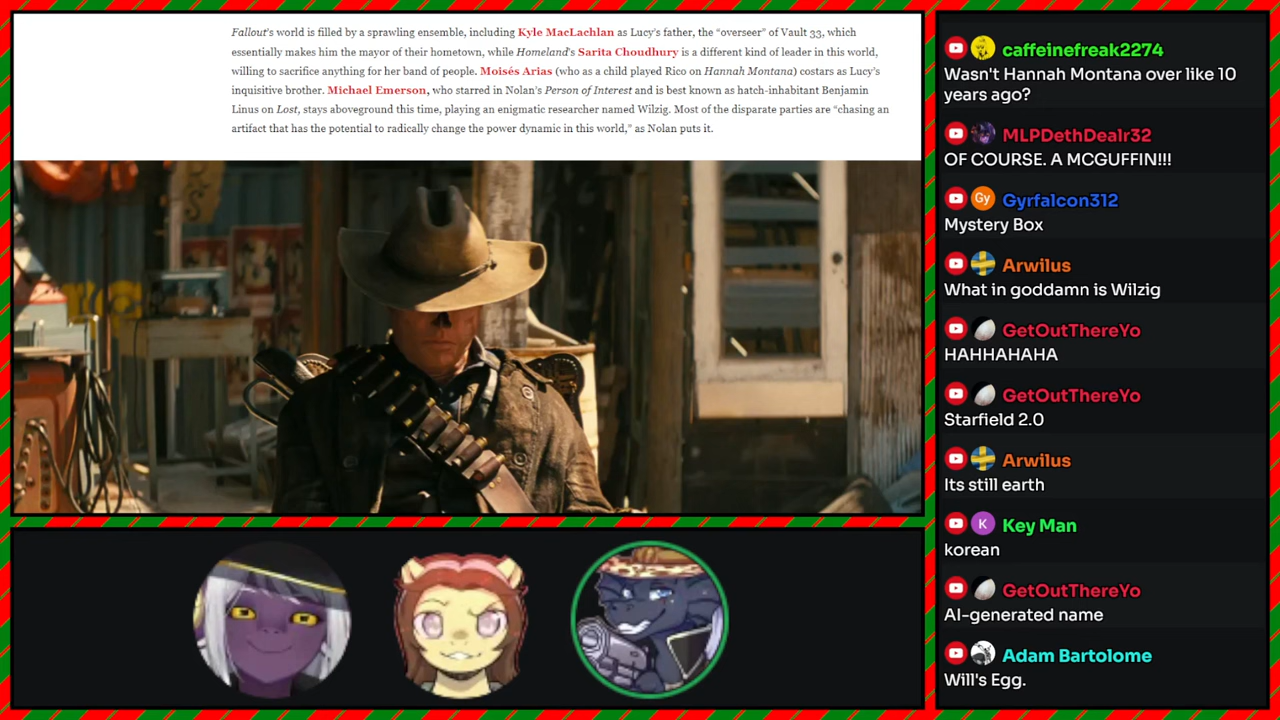 Fallout's world is filled by a sprawling ensemble, including Kyle MacLachlan as Lucy's father, the “overseer” of Vault 33, which
essentially makes him the mayor of their hometown, while Homeland's Sarita Choudhury is a different kind of leader in this world,
willing to sacrifice anything for her band of people. Moisés Arias (who as a child played Rico on Hannah Montana) costars as Lucy's
inquisitive brother. Michael Emerson, who starred in Nolan's Person of Interest and is best known as hatch-inhabitant Benjamin
Linus on Lost, stays aboveground this time, playing an enigmatic researcher named Wilzig. Most of the disparate parties are “chasing an
artifact that has the potential to radically change the power dynamic in this world,” as Nolan puts it.
caffeinefreak2274
Wasn't Hannah Montana over like 10
years ago?
MLPDethDealr32
OF COURSE. A MCGUFFIN!!!
Gy Gyrfalcon312
Mystery Box
Arwilus
What in goddamn is Wilzig
GetOutThereYo
HAHHAHAHA
GetOutThereYo
Starfield 2.0
Arwilus
Its still earth
K Key Man
korean
GetOutThereYo
AI-generated name
Adam Bartolome
Will's Egg.